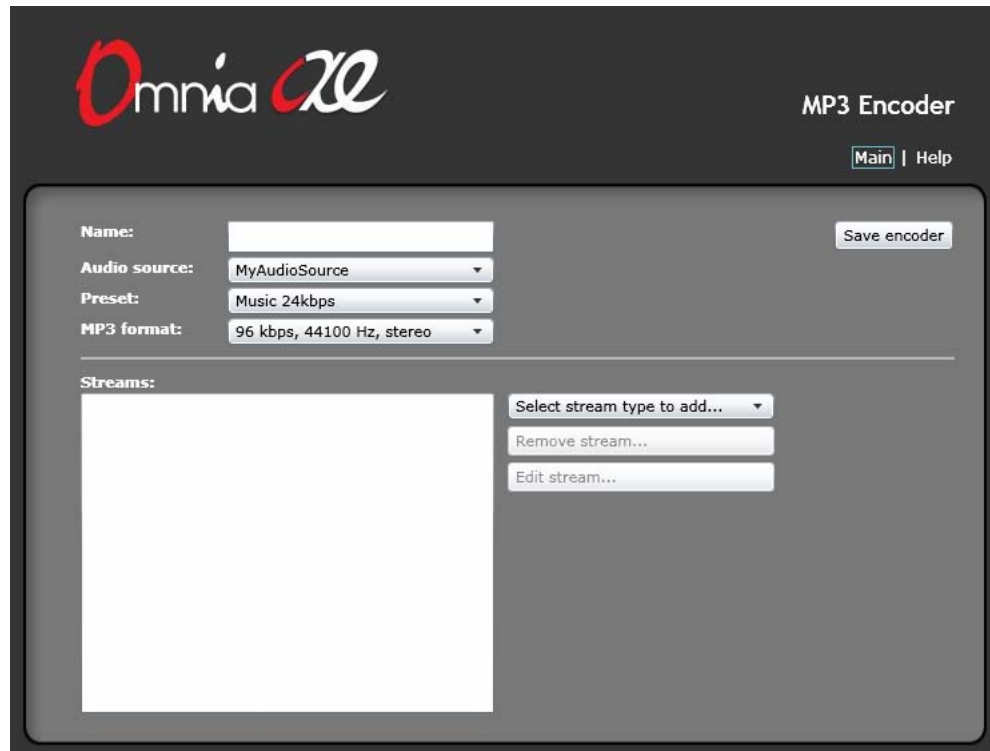 Omnia axe
MP3 Encoder
Main | Help
Name:
Save encoder
Audio source: MyAudioSource
Preset: Music 24kbps
MP3 format: 96 kbps, 44100 Hz, stereo
Streams:
Select stream type to add...
Remove stream...
Edit stream...